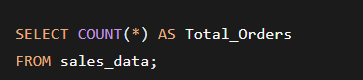 SELECT COUNT(*) AS Total_Orders
FROM sales_data;